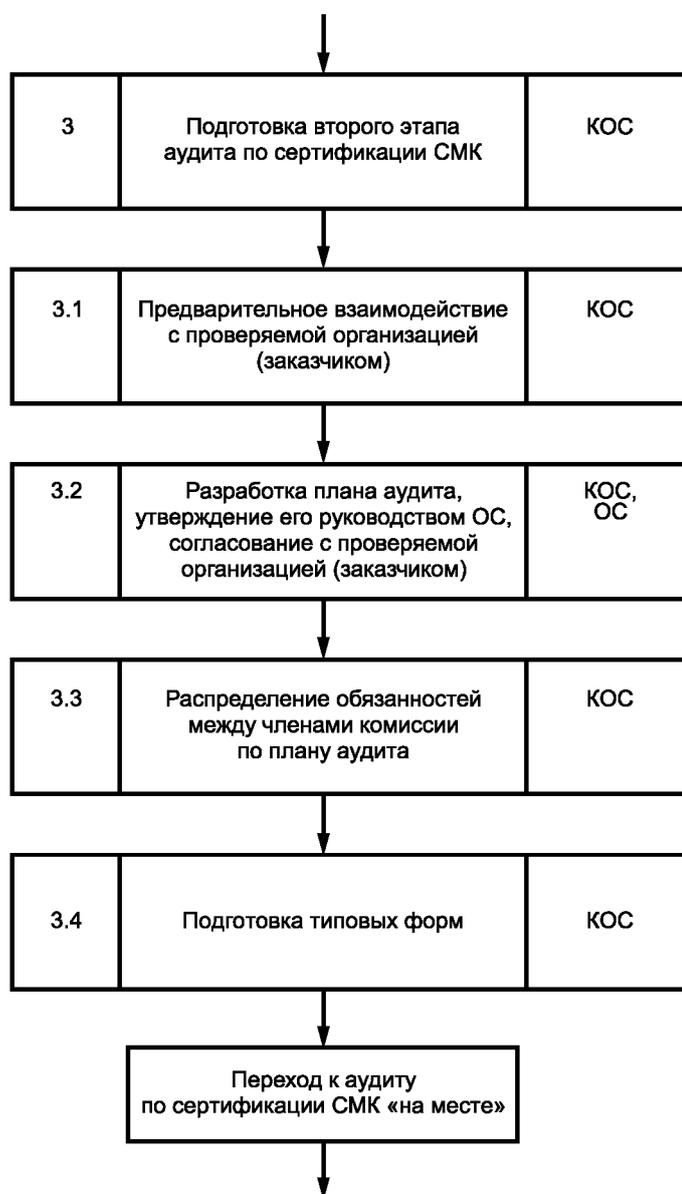 3
Подготовка второго этапа
аудита по сертификации СМК
КОС
3.1
Предварительное взаимодействие
с проверяемой организацией
(заказчиком)
КОС
3.2
Разработка плана аудита,
утверждение его руководством ОС,
согласование с проверяемой
организацией (заказчиком)
КОС,
ОС
3.3
Распределение обязанностей
между членами комиссии
по плану аудита
КОС
3.4
Подготовка типовых форм
КОС
Переход к аудиту
по сертификации СМК «на месте»